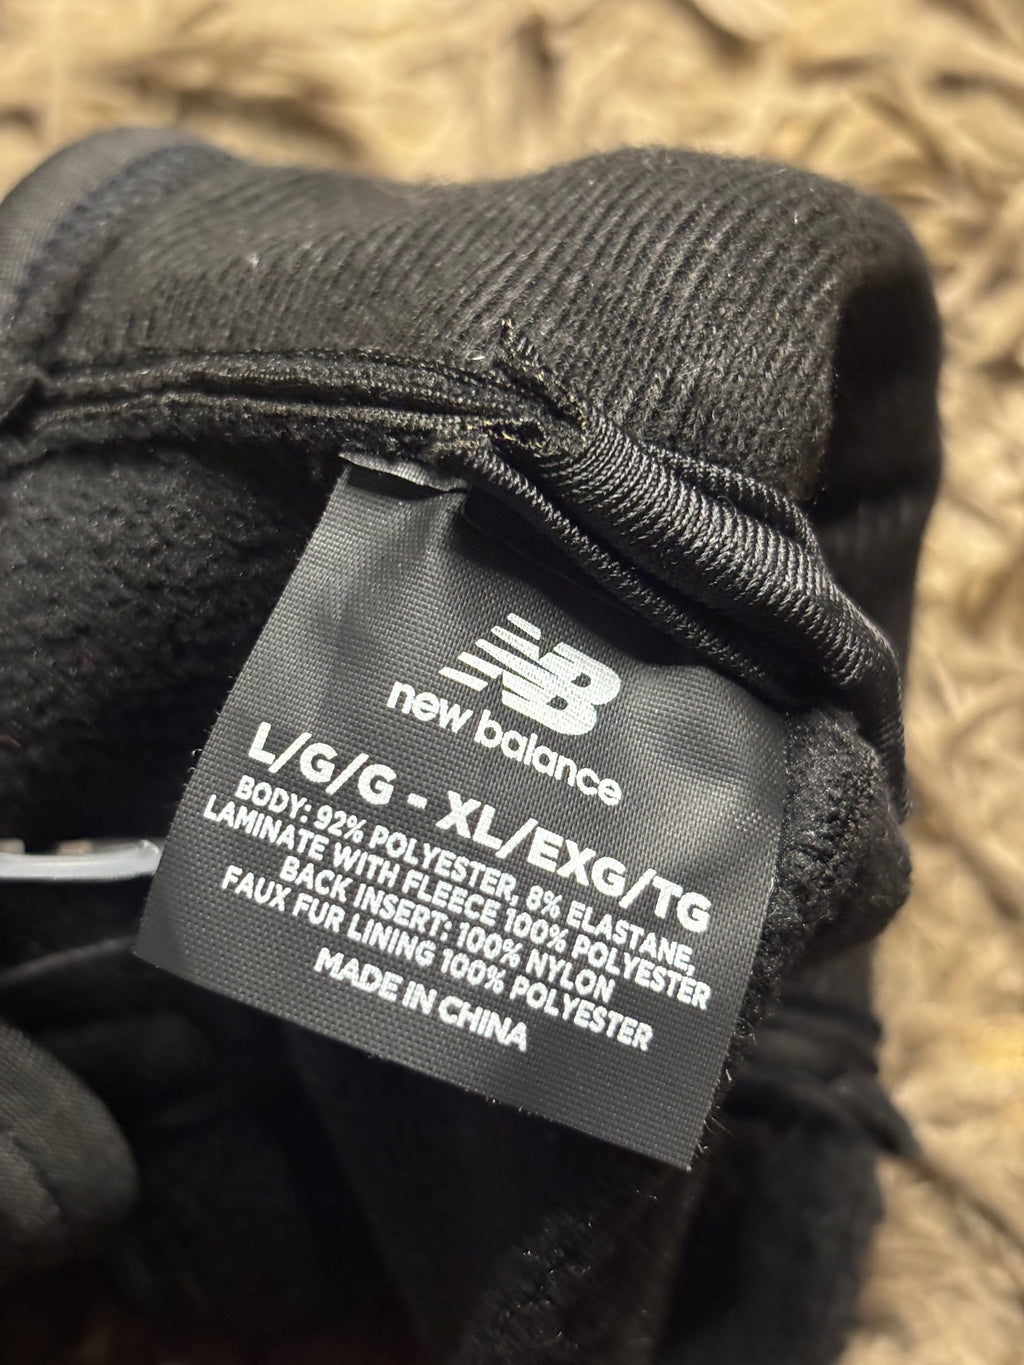 NB
new balance
L/G/G - XL/EXG/TG
BODY: 92% POLYESTER, 8% ELASTANE,
LAMINATE WITH FLEECE 100% POLYESTER
BACK INSERT: 100% NYLON
FAUX FUR LINING 100% POLYESTER
MADE IN CHINA